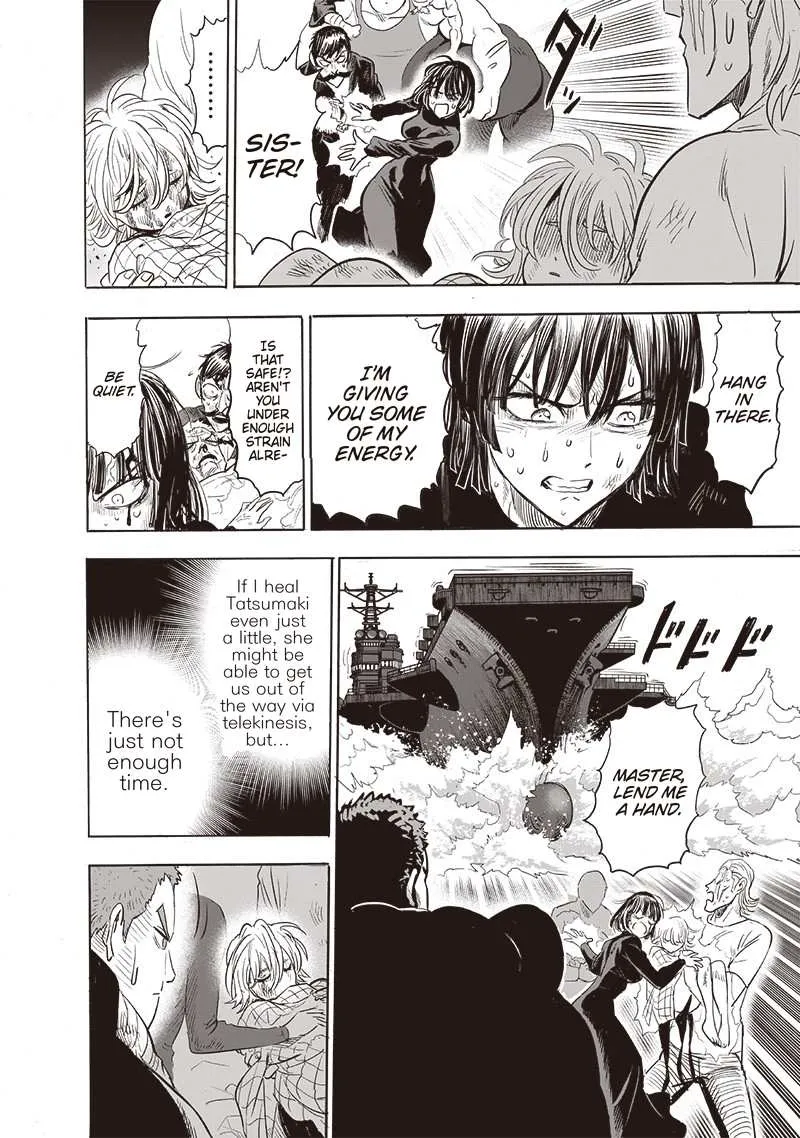 ダダッ
SIS-
TER!
.........
HANG
IN
THERE.
I'M
GIVING
YOU SOME
OF MY
ENERGY.
IS
THAT
SAFE!?
AREN'T
YOU
UNDER
ENOUGH
STRAIN
ALRE-
BE
QUIET.
ドドド
MASTER,
LEND ME
A HAND.
If I heal
Tatsumaki
even just
a little, she
might be
able to get
us out of
the way via
telekinesis,
but...
There's
just not
enough
time.